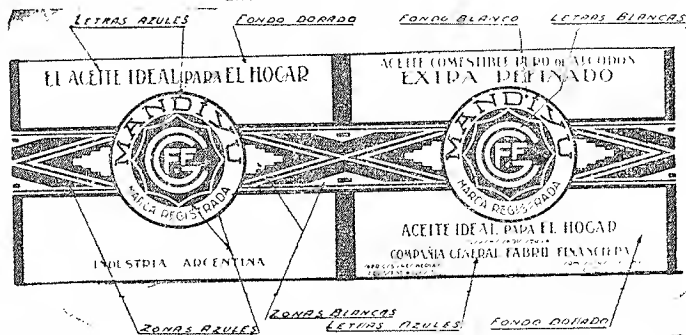 LETRAS AZULES
FONDO DORADO
FONDO BLANCO
LETRAS BLANCAS
EL ACEITE IDEAL PARA EL HOGAR
MANDIYU
CGFF
MARCA REGISTRADA
INDUSTRIA ARGENTINA
ACEITE COMESTIBLE PURO DE ALGODON
EXTRA REFINADO
MANDIYU
CGFF
MARCA REGISTRADA
ACEITE IDEAL PARA EL HOGAR
COMPAÑIA GENERAL FABRIL FINANCIERA
ZONAS AZULES
ZONAS BLANCAS
LETRAS AZULES
FONDO DORADO